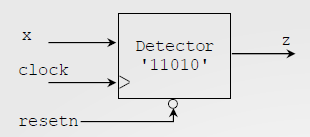 x
Detector
z
clock
'11010'
resetn